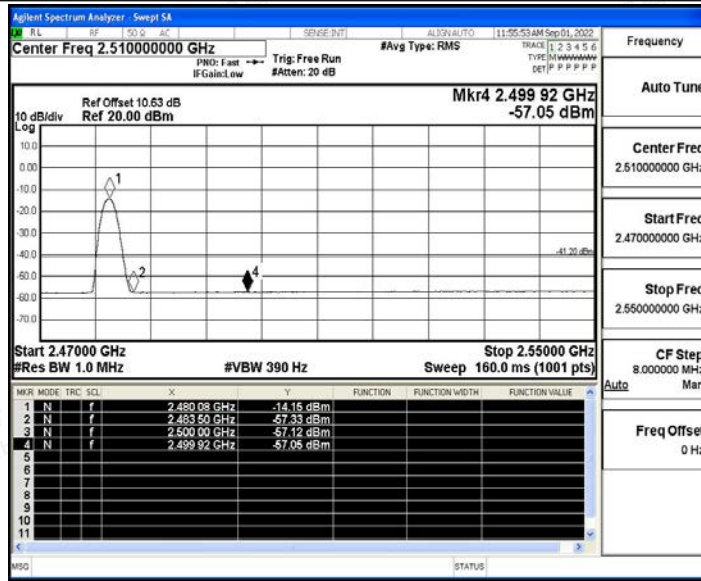 Agilent Spectrum Analyzer - Swept SA
RL RF 50 Ω AC SENSE:INT ALIGN AUTO 11:55:53 AM Sep 01, 2022
Center Freq 2.510000000 GHz
PNO: Fast
IFGain:Low
Trig: Free Run
#Atten: 20 dB
#Avg Type: RMS
TRACE 1 2 3 4 5 6
TYPE M
DET P P P P P P
Ref Offset 10.63 dB
10 dB/div Ref 20.00 dBm
Log
Mkr4 2.499 92 GHz
-57.05 dBm
10.0
0.00
-10.0
-20.0
-30.0
-40.0
-50.0
-60.0
-70.0
1
2
4
-41.20 dBm
Start 2.47000 GHz Stop 2.55000 GHz
#Res BW 1.0 MHz #VBW 390 Hz Sweep 160.0 ms (1001 pts)
MKR MODE TRC SCL X Y FUNCTION FUNCTION WIDTH FUNCTION VALUE
1 N f 2.480 08 GHz -14.15 dBm
2 N f 2.483 50 GHz -57.33 dBm
3 N f 2.500 00 GHz -57.12 dBm
4 N f 2.499 92 GHz -57.05 dBm
5
6
7
8
9
10
11
MSG STATUS
Frequency
Auto Tune
Center Freq
2.510000000 GHz
Start Freq
2.470000000 GHz
Stop Freq
2.550000000 GHz
CF Step
8.000000 MHz
Auto Man
Freq Offset
0 Hz